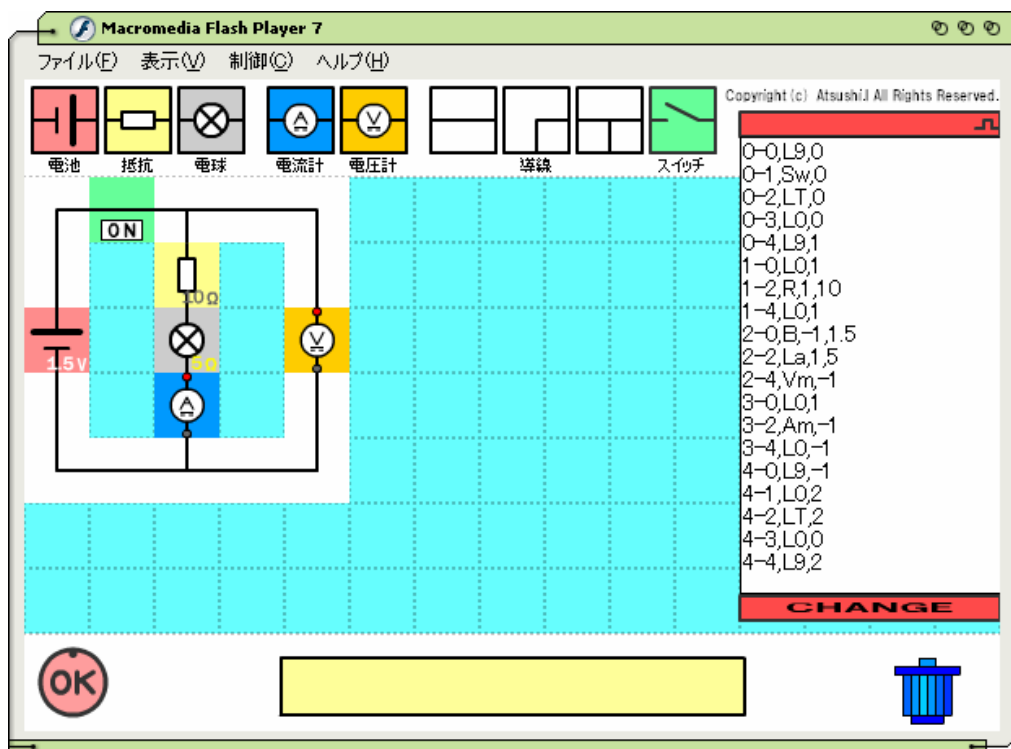 Macromedia Flash Player 7
ファイル(F) 表示(V) 制御(C) ヘルプ(H)
Copyright (c) Atsushi.I All Rights Reserved.
A V
電池 抵抗 電球 電流計 電圧計 導線 スイッチ
ON
10Ω
1.5V
5Ω
V
A
0-0,L9,0
0-1,Sw,0
0-2,LT,0
0-3,L0,0
0-4,L9,1
1-0,L0,1
1-2,R,1,10
1-4,L0,1
2-0,B,-1,1.5
2-2,La,1,5
2-4,Vm,-1
3-0,L0,1
3-2,Am,-1
3-4,L0,-1
4-0,L9,-1
4-1,L0,2
4-2,LT,2
4-3,L0,0
4-4,L9,2
CHANGE
OK